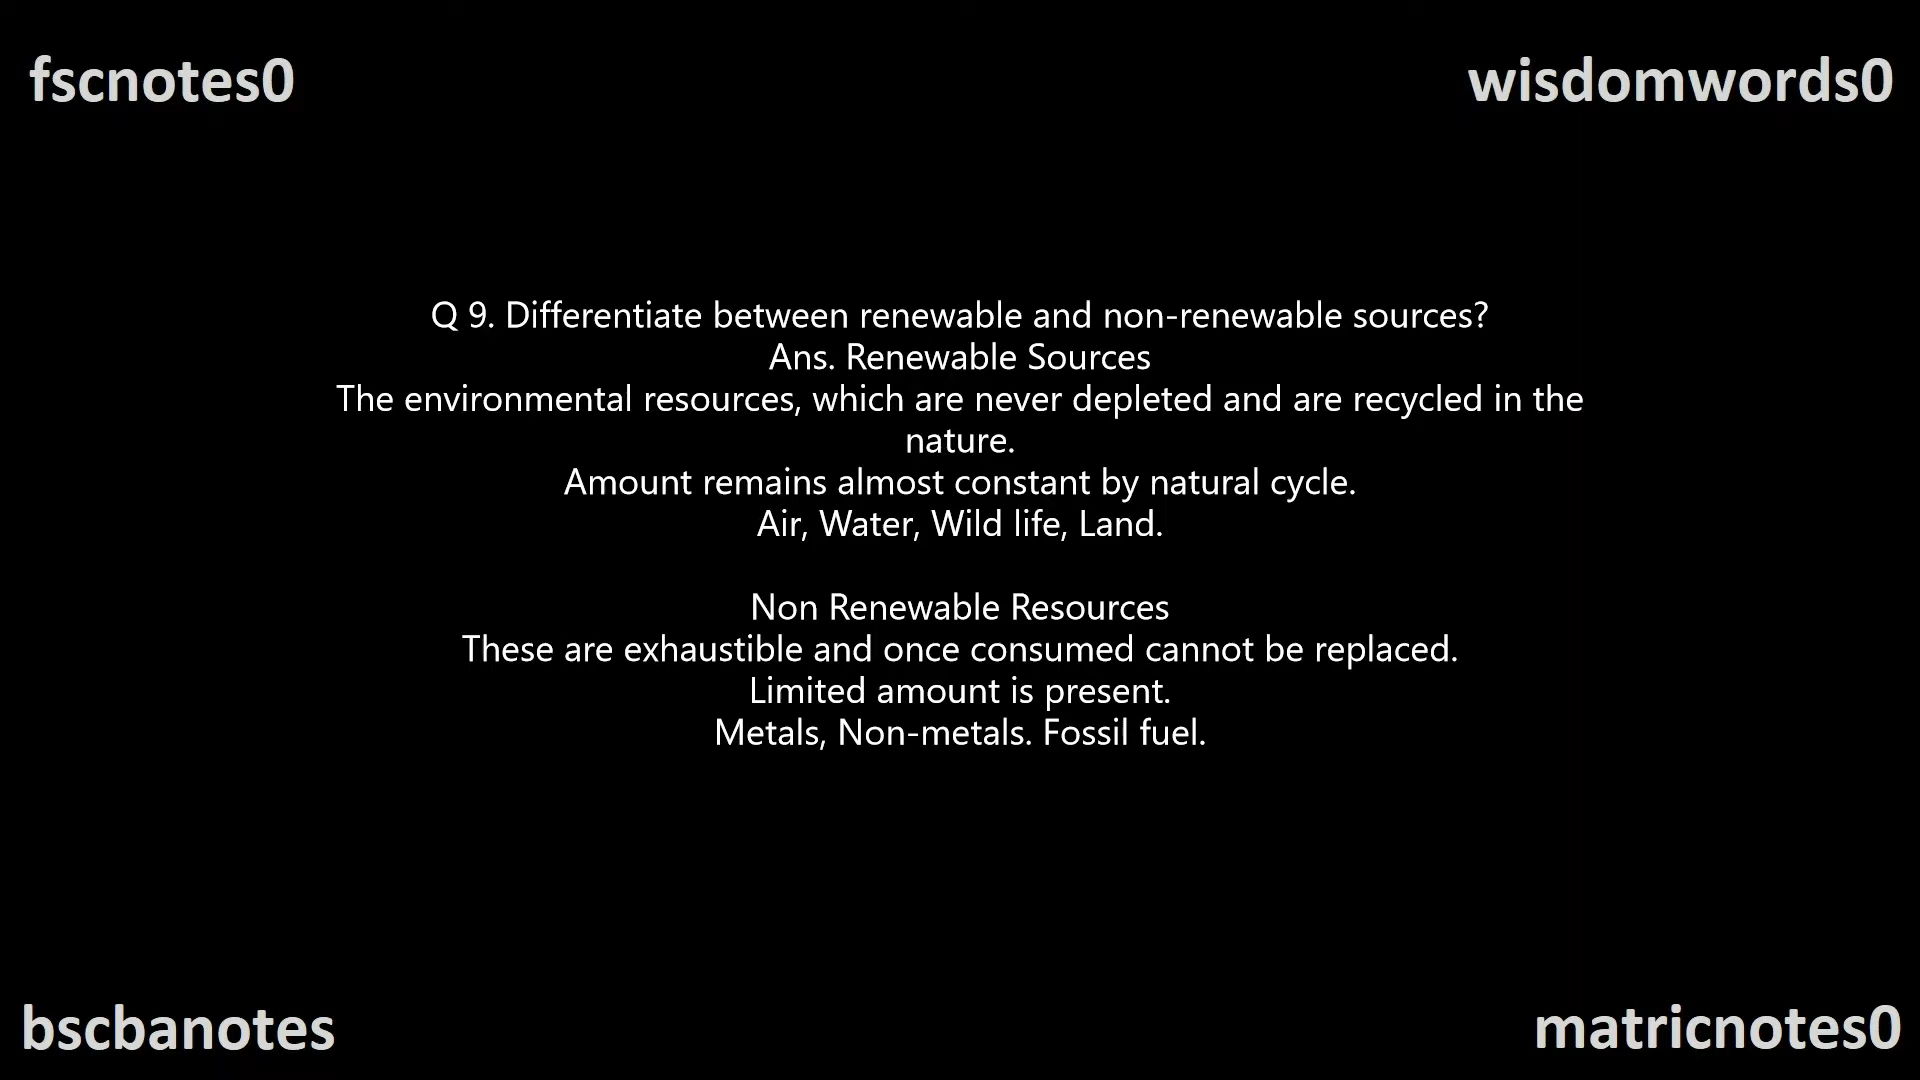 fscnotes0
wisdomwords0
Q 9. Differentiate between renewable and non-renewable sources?
Ans. Renewable Sources
The environmental resources, which are never depleted and are recycled in the
nature.
Amount remains almost constant by natural cycle.
Air, Water, Wild life, Land.
Non Renewable Resources
These are exhaustible and once consumed cannot be replaced.
Limited amount is present.
Metals, Non-metals. Fossil fuel.
bscbanotes
matricnotes0